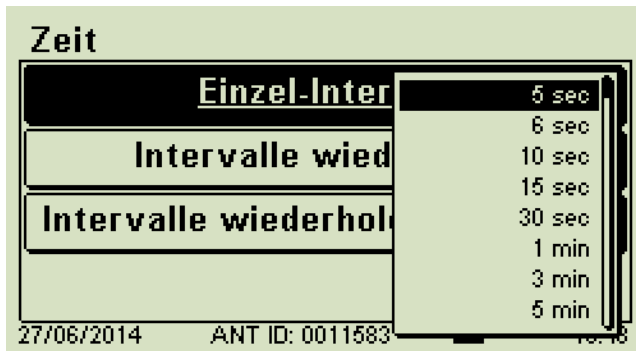 Zeit
Einzel-Inter
Intervalle wied
Intervalle wiederhol
5 sec
6 sec
10 sec
15 sec
30 sec
1 min
3 min
5 min
27/06/2014 ANT ID: 0011583